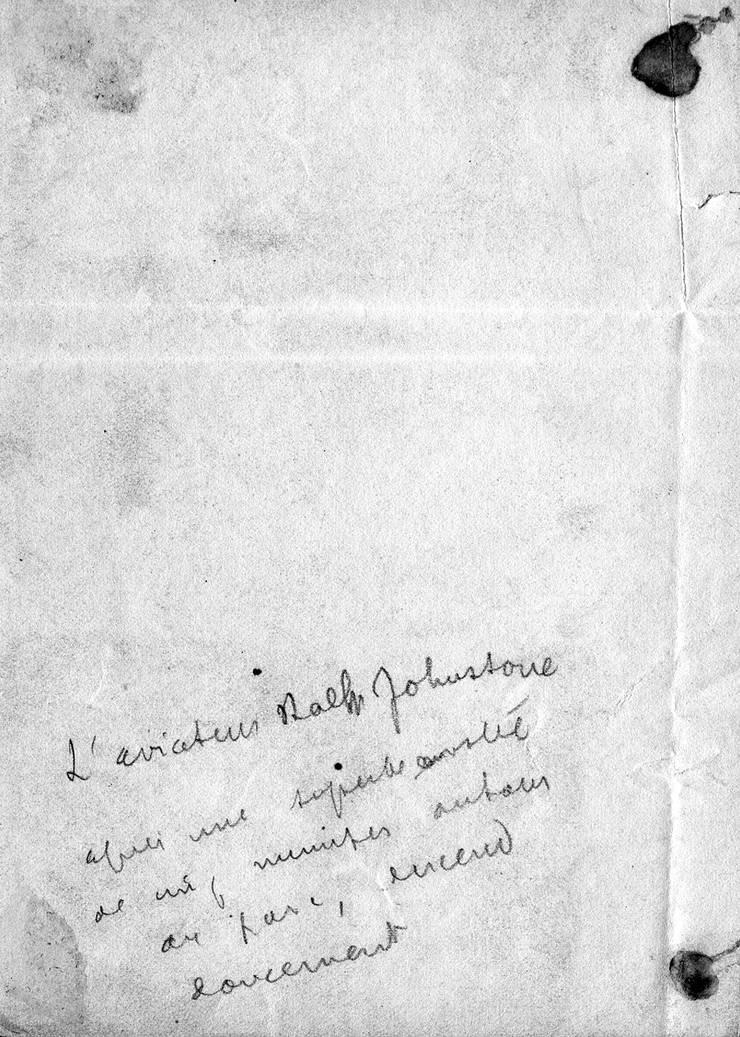 L'aviateur Ralph Johnstone
après une superbe envolée
de cinq minutes autour
du parc, descend
doucement